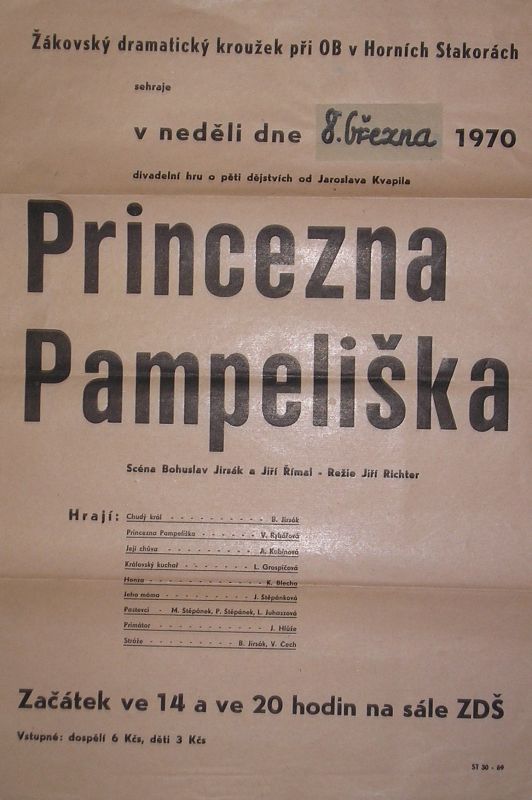 Žákovský dramatický kroužek při OB v Horních Stakorách
sehraje
v neděli dne 8. března 1970
divadelní hru o pěti dějstvích od Jaroslava Kvapila
Princezna
Pampeliška
Scéna Bohuslav Jirsák a Jiří Římal - Režie Jiří Richter
Hrají: Chudý král - - - - - - - - - - B. Jirsák
Princezna Pampeliška - - - - - - V. Rybářová
Její chůva - - - - - - - - - - A. Kubínová
Královský kuchař - - - - - - - L. Grospičová
Honza - - - - - - - - - - - K. Blecha
Jeho máma - - - - - - - - - J. Štěpánková
Pastevci - - M. Štěpánek, P. Štěpánek, L. Juhaszová
Primátor - - - - - - - - - - J. Hlůže
Stráže - - - - - - - - B. Jirsák, V. Čech
Začátek ve 14 a ve 20 hodin na sále ZDŠ
Vstupné: dospělí 6 Kčs, děti 3 Kčs
ST 30 - 69